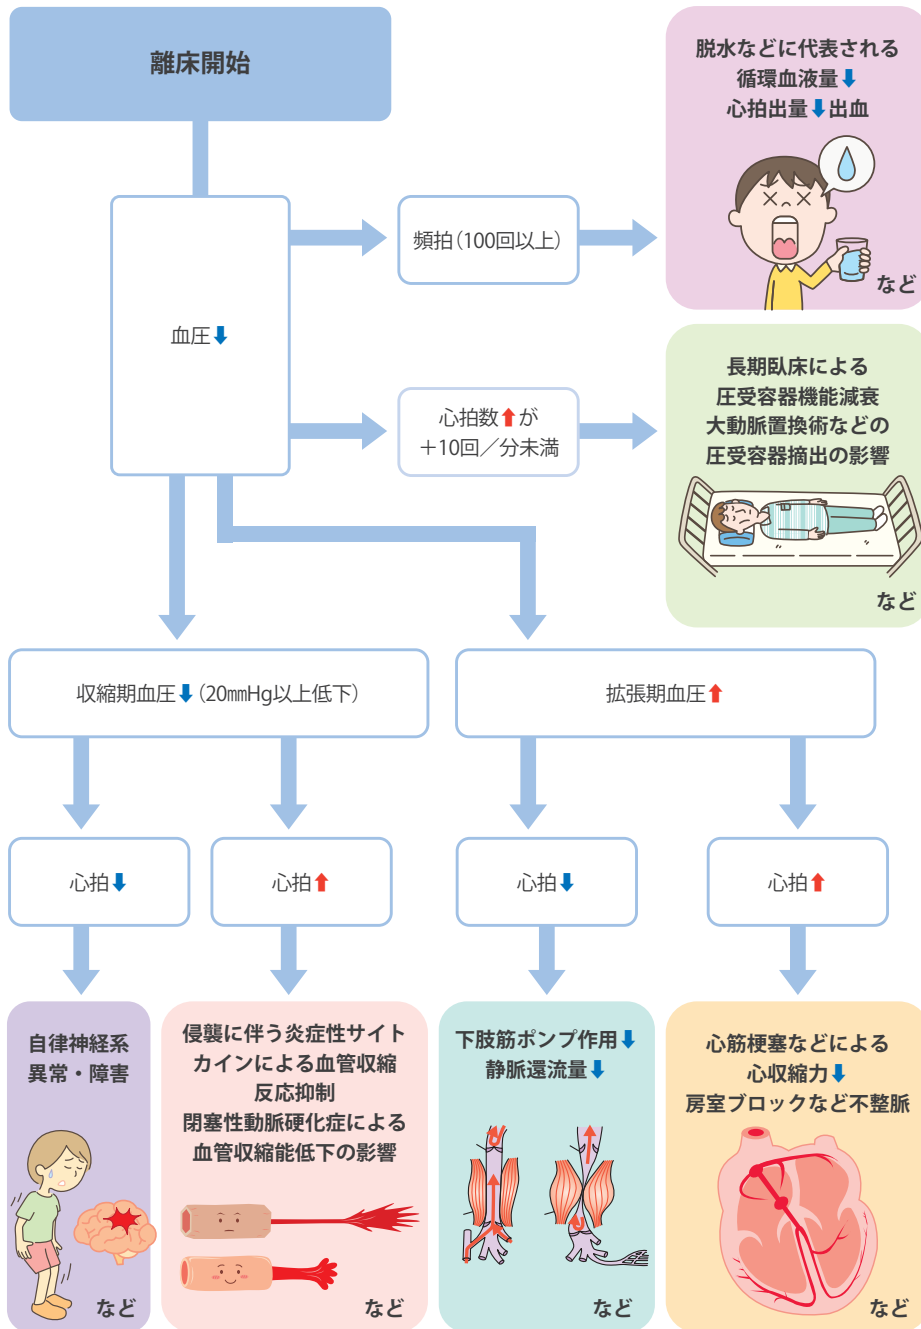 離床開始
脱水などに代表される
循環血液量⬇
心拍出量⬇出血
など
頻拍(100回以上)
血圧⬇
心拍数⬆が
+10回/分未満
長期臥床による
圧受容器機能減衰
大動脈置換術などの
圧受容器摘出の影響
など
収縮期血圧⬇(20㎜Hg以上低下)
拡張期血圧⬆
心拍⬇
心拍⬆
心拍⬇
心拍⬆
自律神経系
異常・障害
など
侵襲に伴う炎症性サイト
カインによる血管収縮
反応抑制
閉塞性動脈硬化症による
血管収縮能低下の影響
など
下肢筋ポンプ作用⬇
静脈還流量⬇
など
心筋梗塞などによる
心収縮力⬇
房室ブロックなど不整脈
など